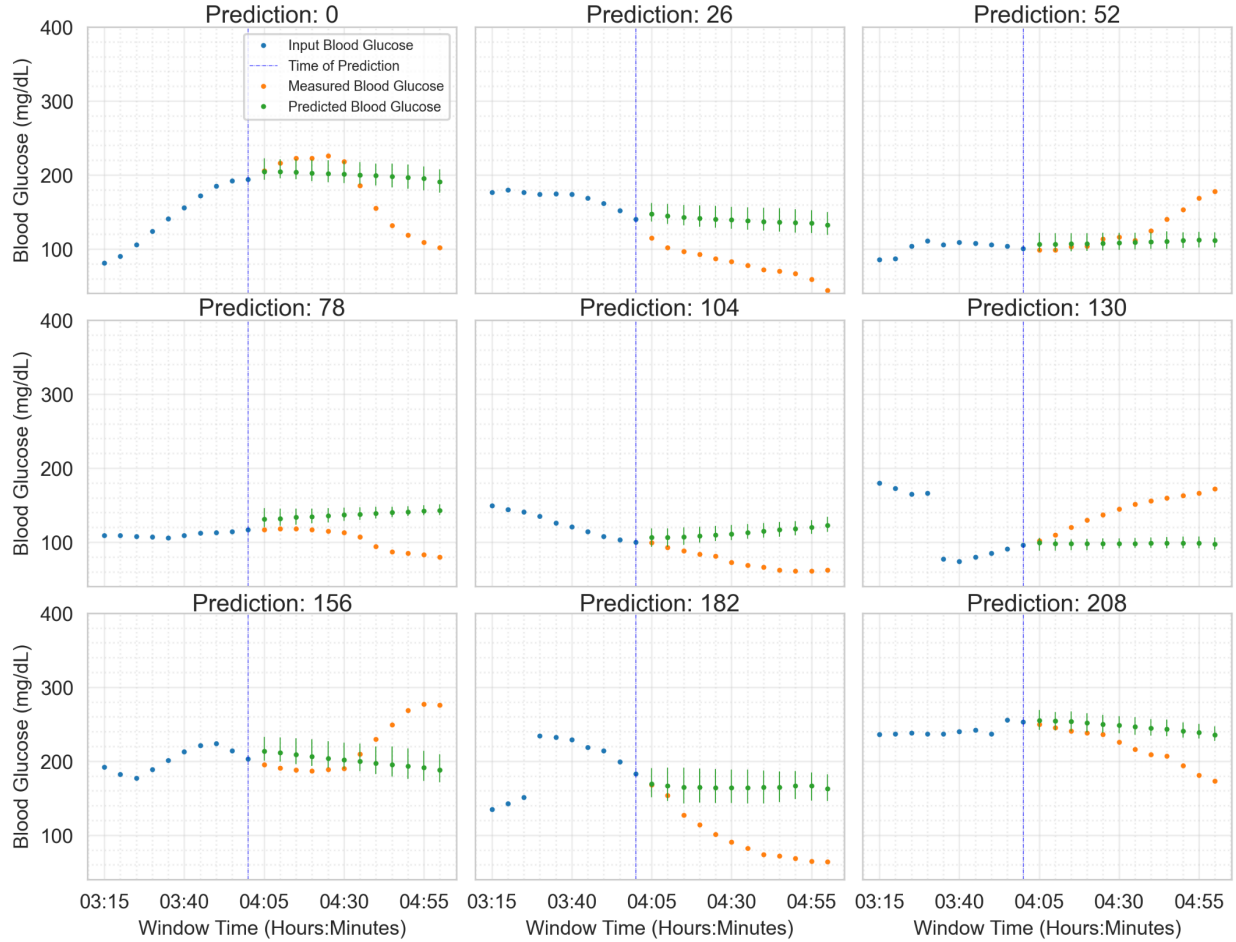 Prediction: 0
Prediction: 26
Prediction: 52
400
300
200
100
Blood Glucose (mg/dL)
Input Blood Glucose
Time of Prediction
Measured Blood Glucose
Predicted Blood Glucose
Prediction: 78
Prediction: 104
Prediction: 130
400
300
200
100
Blood Glucose (mg/dL)
Prediction: 156
Prediction: 182
Prediction: 208
400
300
200
100
Blood Glucose (mg/dL)
03:15 03:40 04:05 04:30 04:55
03:15 03:40 04:05 04:30 04:55
03:15 03:40 04:05 04:30 04:55
Window Time (Hours:Minutes)
Window Time (Hours:Minutes)
Window Time (Hours:Minutes)